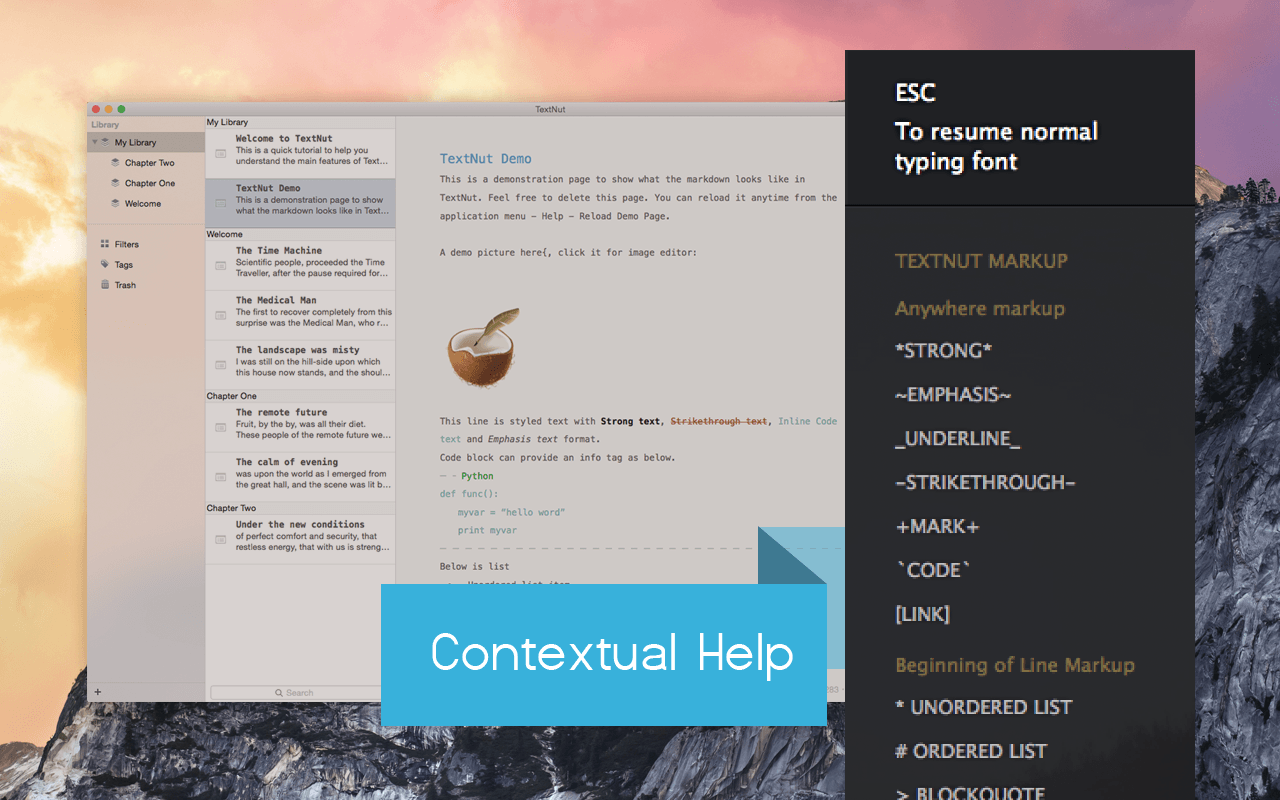 TextNut
Library
My Library
Chapter Two
Chapter One
Welcome
Filters
Tags
Trash
+
My Library
Welcome to TextNut
This is a quick tutorial to help you
understand the main features of Text...
TextNut Demo
This is a demonstration page to show
what the markdown looks like in Text...
Welcome
The Time Machine
Scientific people, proceeded the Time
Traveller, after the pause required for...
The Medical Man
The first to recover completely from this
surprise was the Medical Man, who r...
The landscape was misty
I was still on the hill-side upon which
this house now stands, and the shoul...
Chapter One
The remote future
Fruit, by the by, was all their diet.
These people of the remote future we...
The calm of evening
was upon the world as I emerged from
the great hall, and the scene was lit b...
Chapter Two
Under the new conditions
of perfect comfort and security, that
restless energy, that with us is streng...
Search
TextNut Demo
This is a demonstration page to show what the markdown looks like in
TextNut. Feel free to delete this page. You can reload it anytime from the
application menu – Help – Reload Demo Page.
A demo picture here{, click it for image editor:
This line is styled text with Strong text, Strikethrough text, Inline Code
text and Emphasis text format.
Code block can provide an info tag as below.
– – Python
def func():
myvar = "hello word"
print myvar
Below is list
Unordered list item
Contextual Help
ESC
To resume normal
typing font
TEXTNUT MARKUP
Anywhere markup
*STRONG*
~EMPHASIS~
_UNDERLINE_
-STRIKETHROUGH-
+MARK+
`CODE`
[LINK]
Beginning of Line Markup
* UNORDERED LIST
# ORDERED LIST
> BLOCKQUOTE